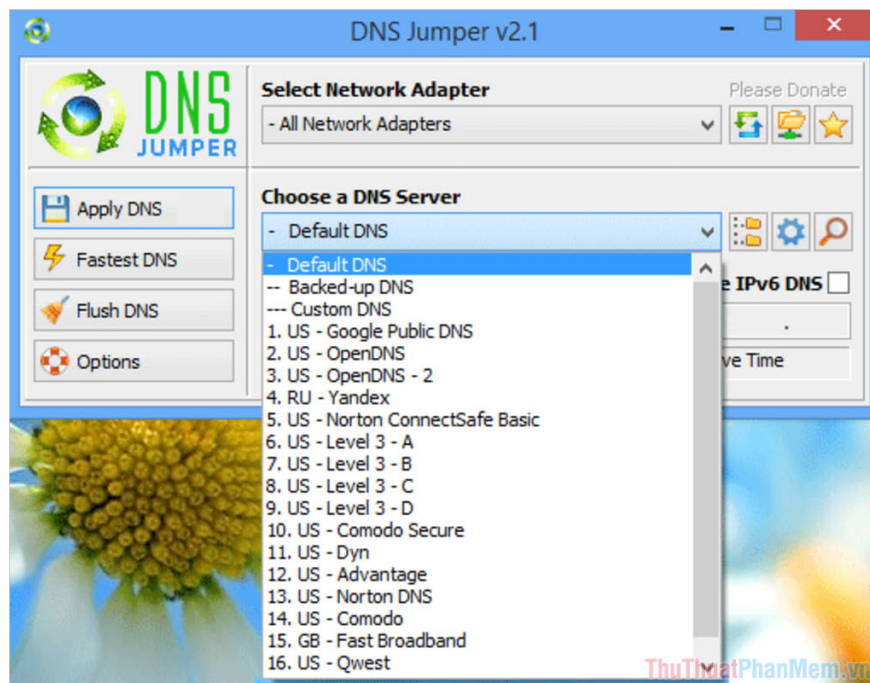 DNS Jumper v2.1
DNS
JUMPER
Select Network Adapter
Please Donate
- All Network Adapters
Apply DNS
Fastest DNS
Flush DNS
Options
Choose a DNS Server
- Default DNS
- Default DNS
-- Backed-up DNS
--- Custom DNS
1. US - Google Public DNS
2. US - OpenDNS
3. US - OpenDNS - 2
4. RU - Yandex
5. US - Norton ConnectSafe Basic
6. US - Level 3 - A
7. US - Level 3 - B
8. US - Level 3 - C
9. US - Level 3 - D
10. US - Comodo Secure
11. US - Dyn
12. US - Advantage
13. US - Norton DNS
14. US - Comodo
15. GB - Fast Broadband
16. US - Qwest
IPv6 DNS
.
Time
ThuThuatPhanMem.vn